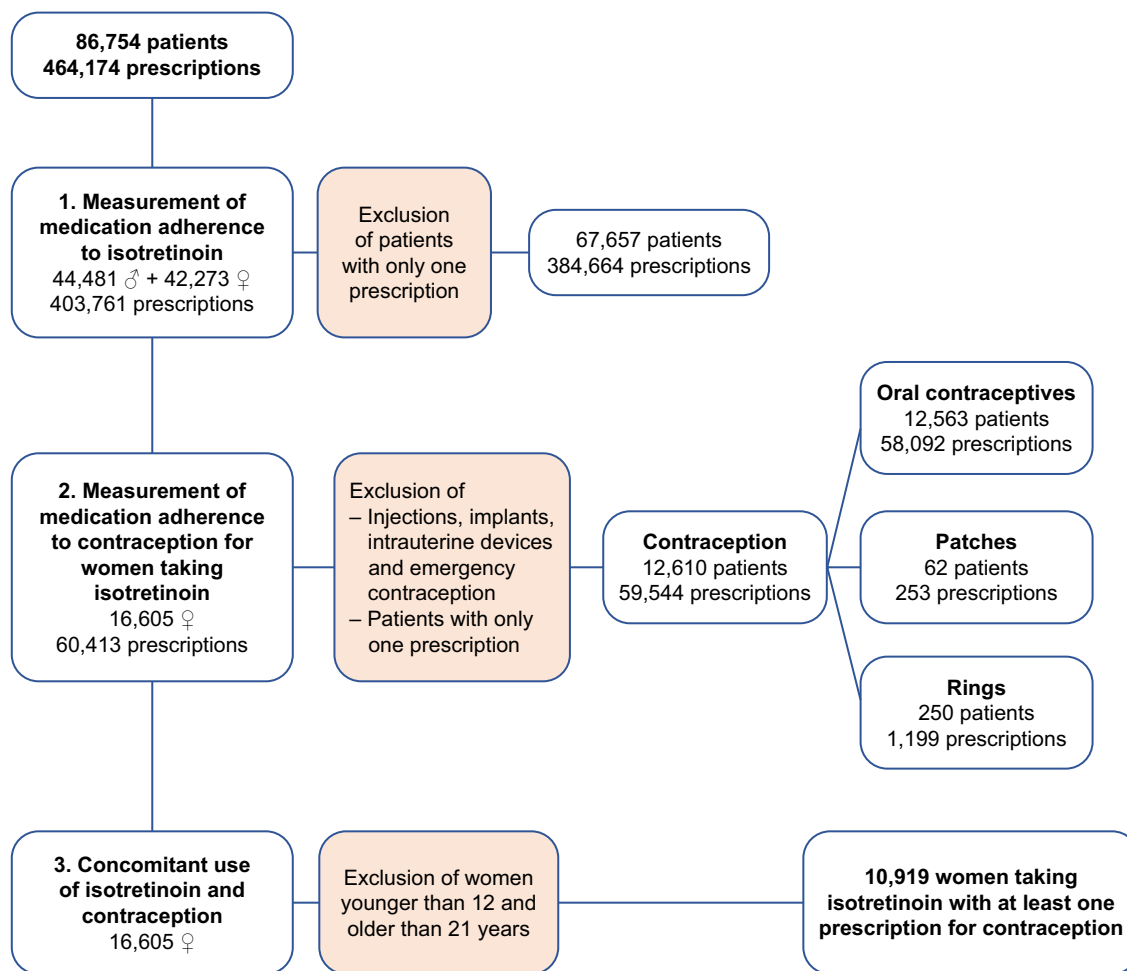 86,754 patients
464,174 prescriptions
1. Measurement of
medication adherence
to isotretinoin
44,481 ♂ + 42,273 ♀
403,761 prescriptions
Exclusion
of patients
with only one
prescription
67,657 patients
384,664 prescriptions
2. Measurement of
medication adherence
to contraception for
women taking
isotretinoin
16,605 ♀
60,413 prescriptions
Exclusion of
– Injections, implants,
intrauterine devices
and emergency
contraception
– Patients with only
one prescription
Contraception
12,610 patients
59,544 prescriptions
Oral contraceptives
12,563 patients
58,092 prescriptions
Patches
62 patients
253 prescriptions
Rings
250 patients
1,199 prescriptions
3. Concomitant use
of isotretinoin and
contraception
16,605 ♀
Exclusion of women
younger than 12 and
older than 21 years
10,919 women taking
isotretinoin with at least one
prescription for contraception